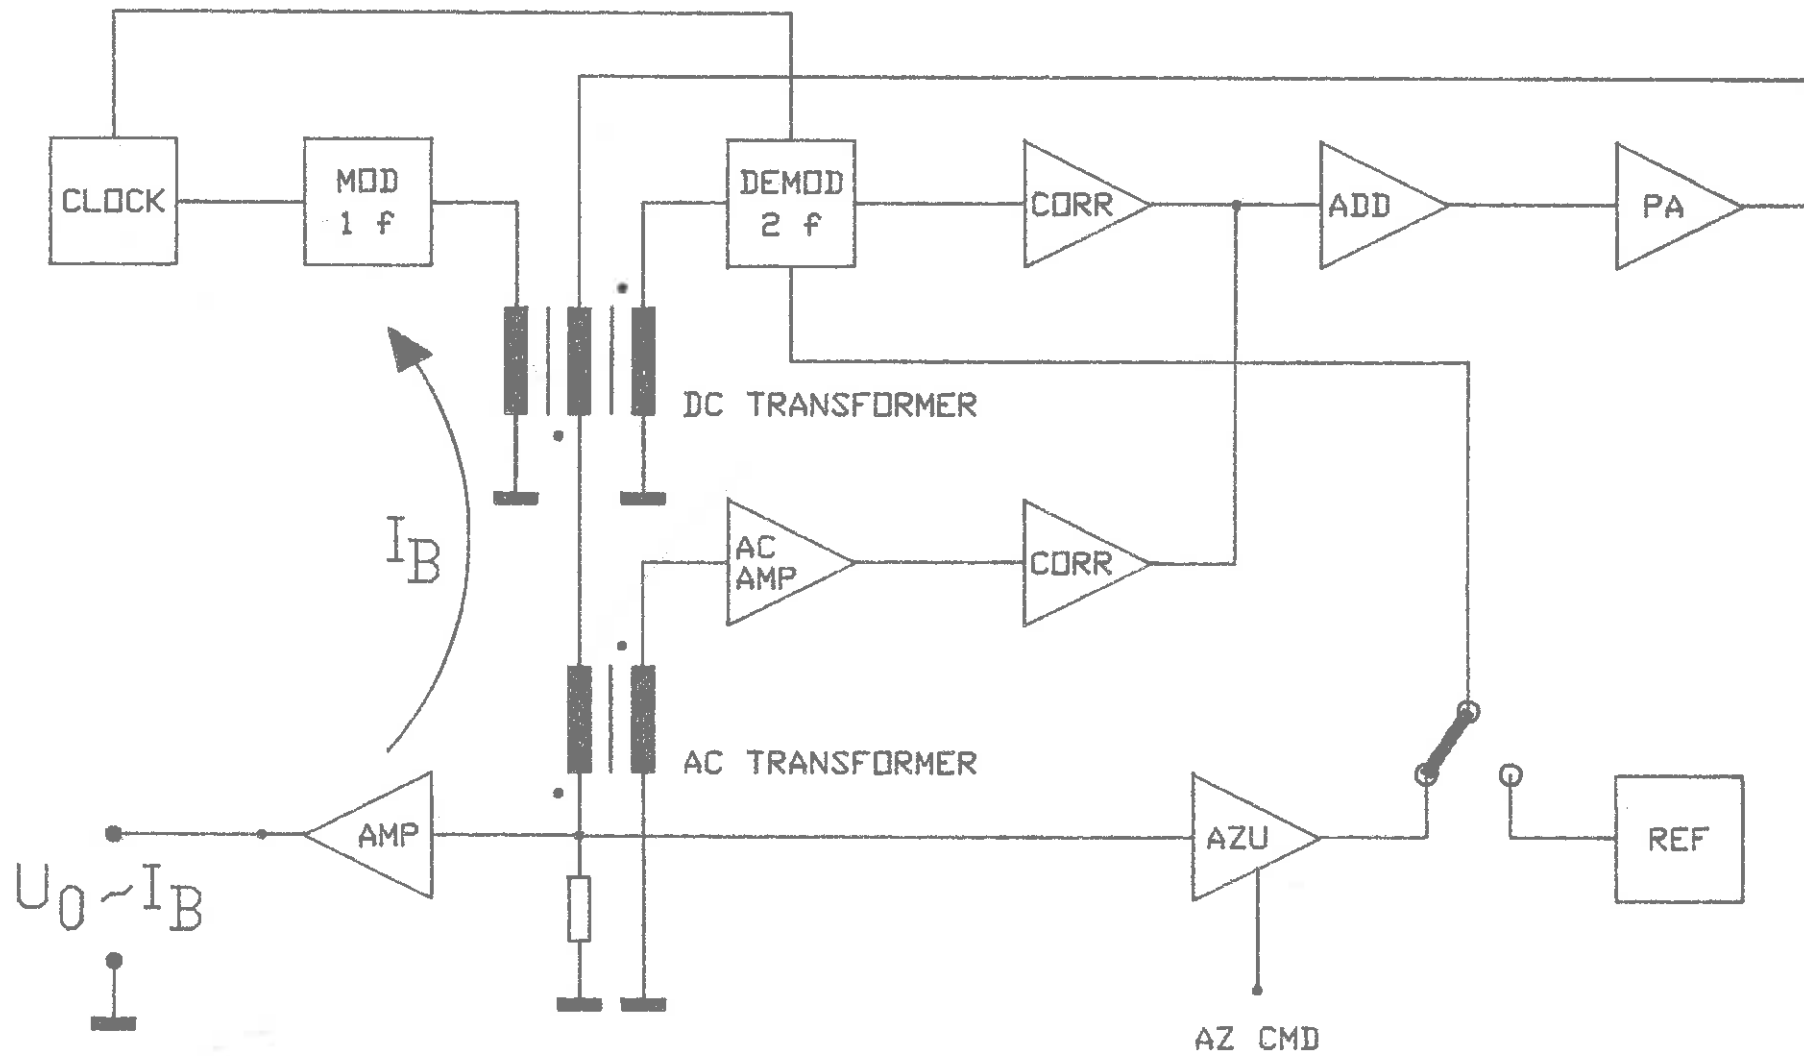 CLOCK
MOD
1 f
DEMOD
2 f
CORR
ADD
PA
DC TRANSFORMER
I_B
AC
AMP
CORR
AC TRANSFORMER
AMP
AZU
REF
U_0 ~ I_B
AZ CMD